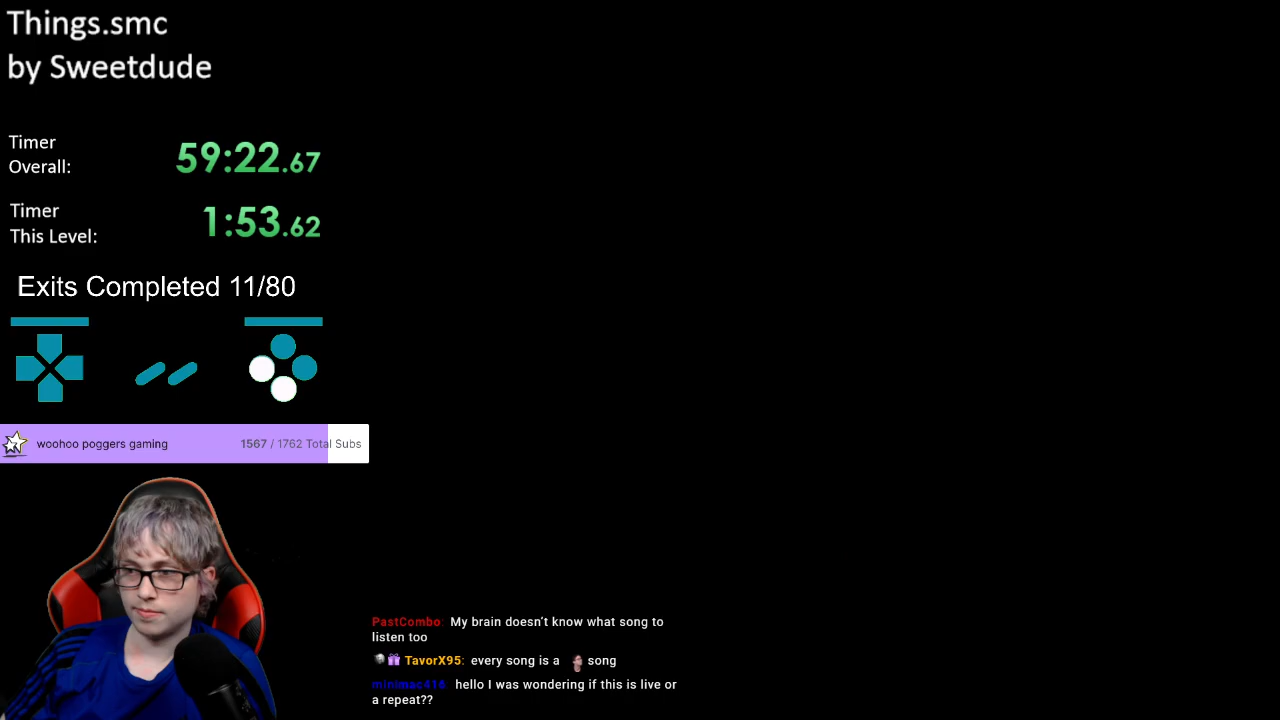 Things.smc
by Sweetdude
Timer
Overall:
59:22.67
Timer
This Level:
1:53.62
Exits Completed 11/80
woohoo poggers gaming 1567 / 1762 Total Subs
PastCombo: My brain doesn't know what song to
listen too
TavorX95: every song is a song
minimac416: hello I was wondering if this is live or
a repeat??